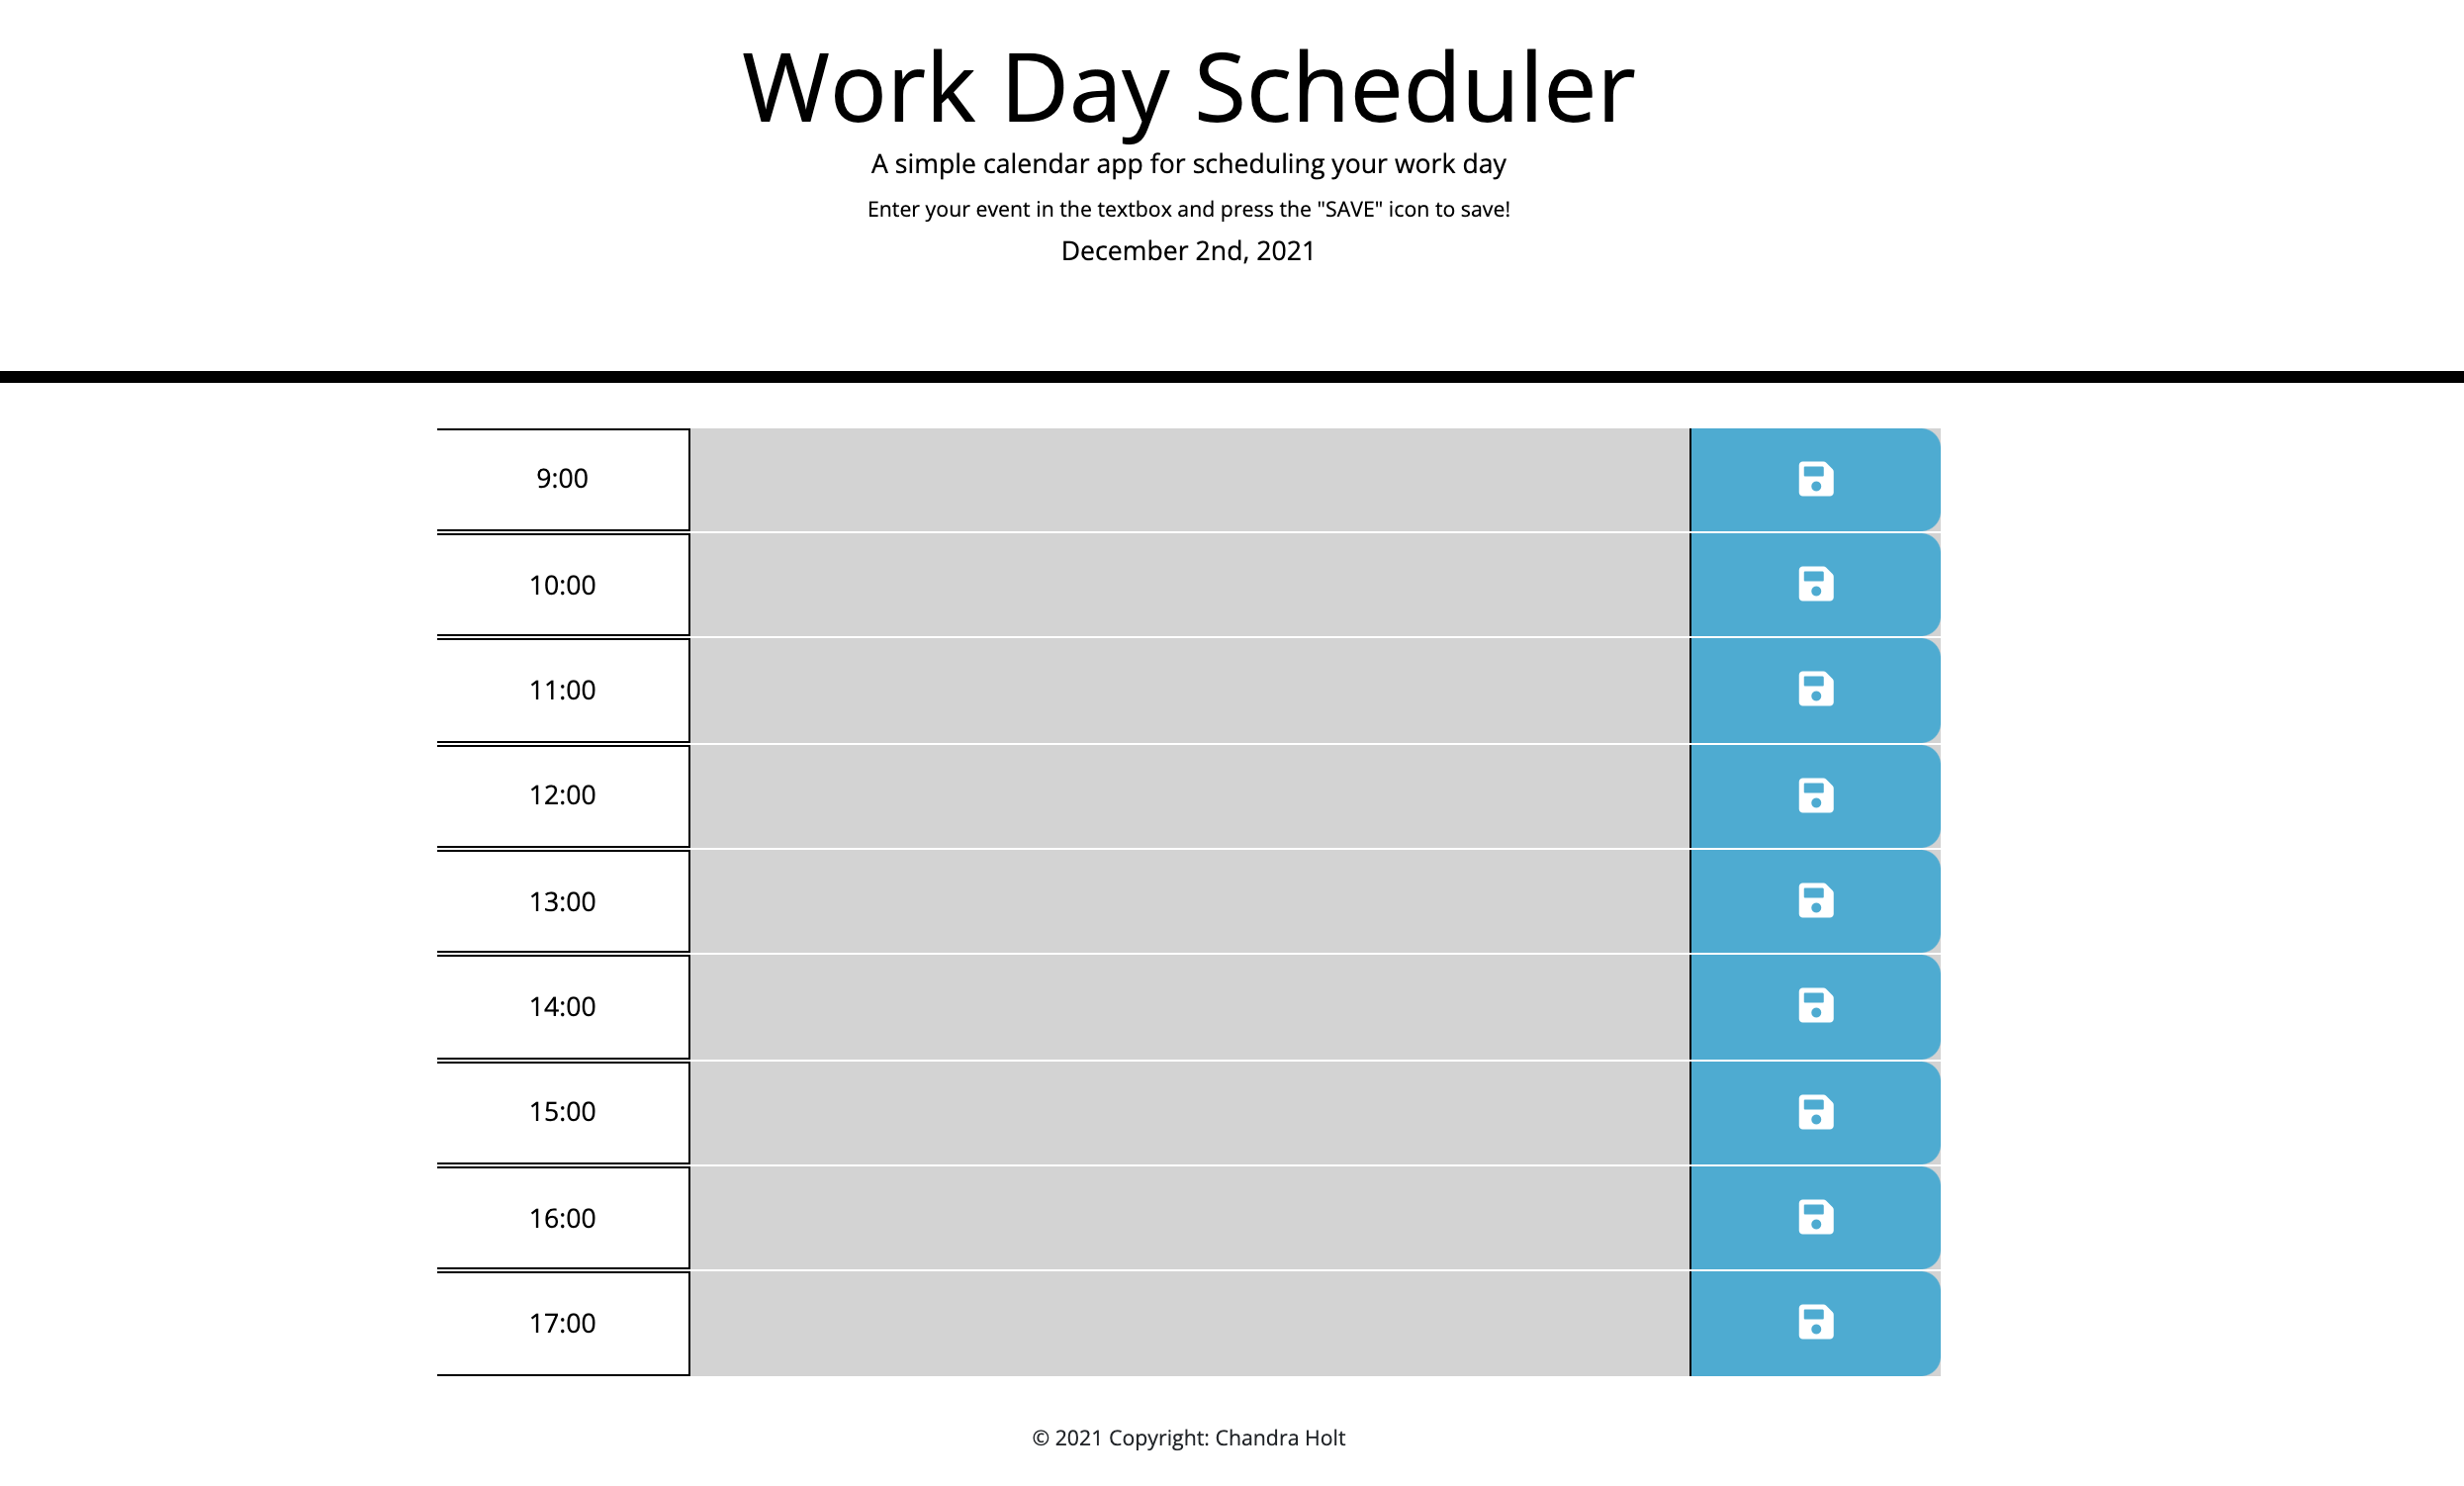 Work Day Scheduler
A simple calendar app for scheduling your work day
Enter your event in the textbox and press the "SAVE" icon to save!
December 2nd, 2021
9:00
10:00
11:00
12:00
13:00
14:00
15:00
16:00
17:00
© 2021 Copyright: Chandra Holt